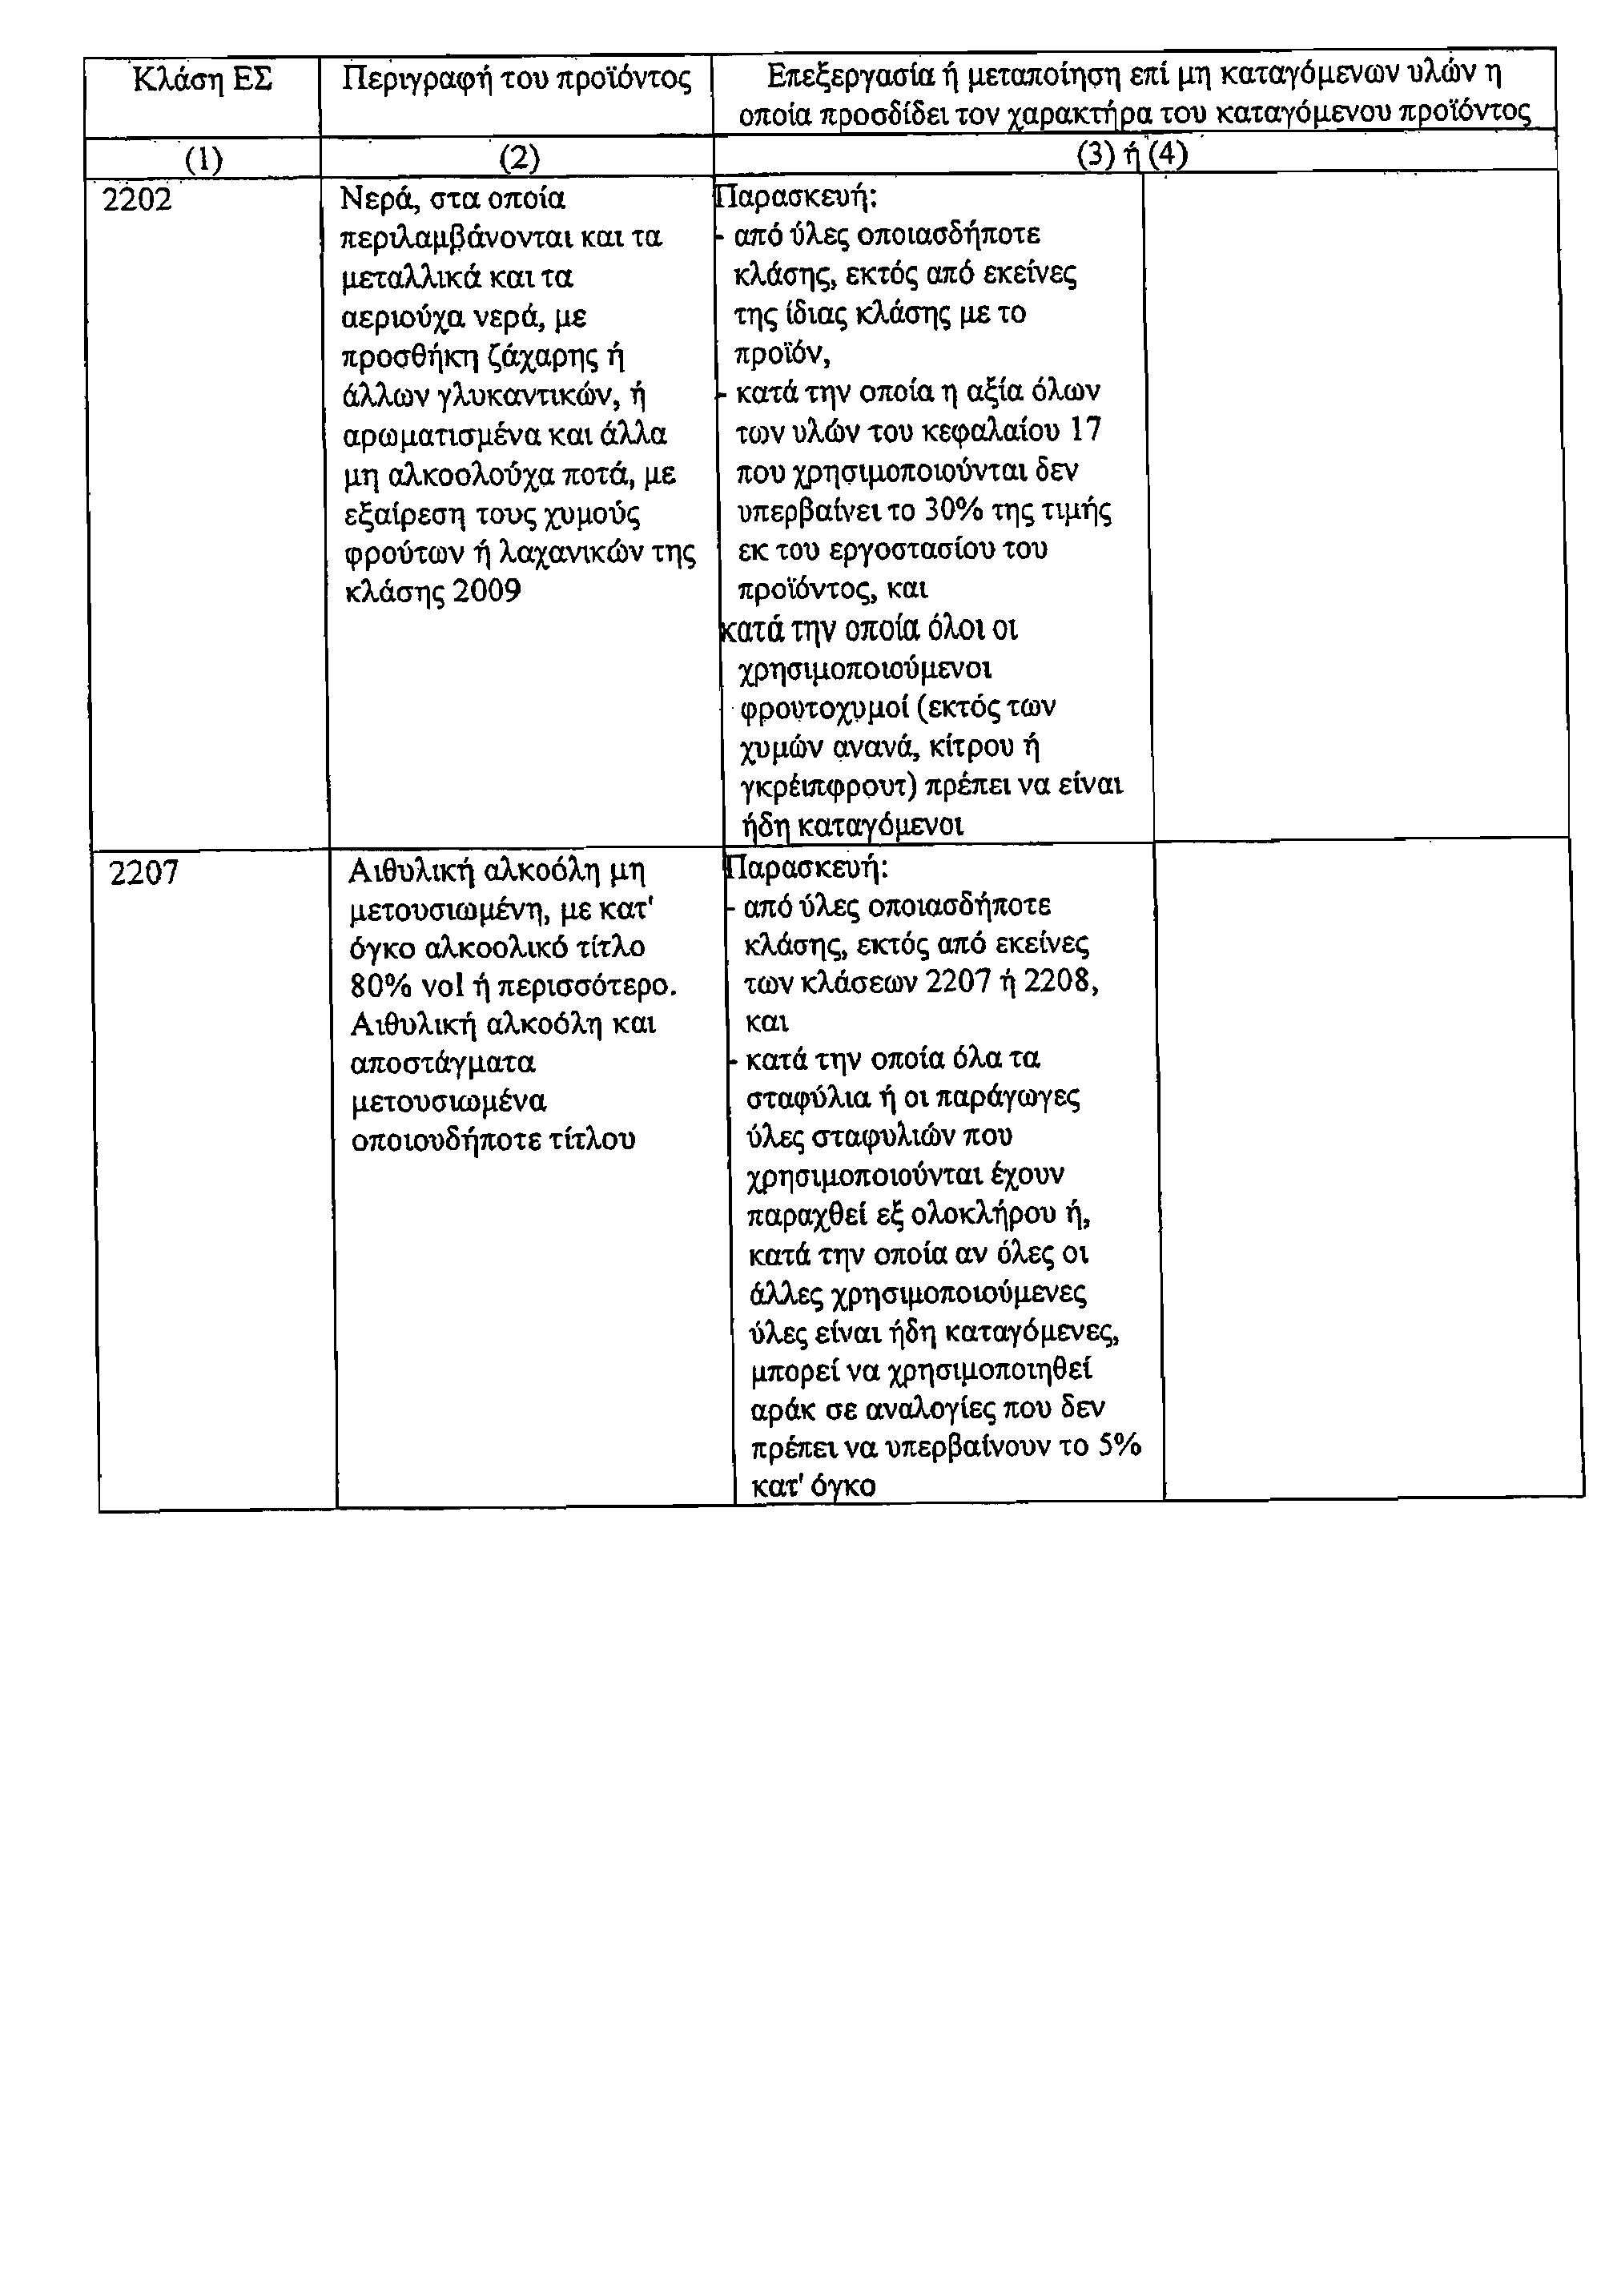 Κλάση ΕΣ
Περιγραφή του προϊόντος
Επεξεργασία ή μεταποίηση επί μη καταγόμενων υλών η
οποία προσδίδει τον χαρακτήρα του καταγόμενου προϊόντος
(1)
(2)
(3) ή (4)
2202
Νερά, στα οποία
περιλαμβάνονται και τα
μεταλλικά και τα
αεριούχα νερά, με
προσθήκη ζάχαρης ή
άλλων γλυκαντικών, ή
αρωματισμένα και άλλα
μη αλκοολούχα ποτά, με
εξαίρεση τους χυμούς
φρούτων ή λαχανικών της
κλάσης 2009
Παρασκευή:
- από ύλες οποιασδήποτε
κλάσης, εκτός από εκείνες
της ίδιας κλάσης με το
προϊόν,
- κατά την οποία η αξία όλων
των υλών του κεφαλαίου 17
που χρησιμοποιούνται δεν
υπερβαίνει το 30% της τιμής
εκ του εργοστασίου του
προϊόντος, και
κατά την οποία όλοι οι
χρησιμοποιούμενοι
φρουτοχυμοί (εκτός των
χυμών ανανά, κίτρου ή
γκρέιπφρουτ) πρέπει να είναι
ήδη καταγόμενοι
2207
Αιθυλική αλκοόλη μη
μετουσιωμένη, με κατ'
όγκο αλκοολικό τίτλο
80% vol ή περισσότερο.
Αιθυλική αλκοόλη και
αποστάγματα
μετουσιωμένα
οποιουδήποτε τίτλου
Παρασκευή:
- από ύλες οποιασδήποτε
κλάσης, εκτός από εκείνες
των κλάσεων 2207 ή 2208,
και
- κατά την οποία όλα τα
σταφύλια ή οι παράγωγες
ύλες σταφυλιών που
χρησιμοποιούνται έχουν
παραχθεί εξ ολοκλήρου ή,
κατά την οποία αν όλες οι
άλλες χρησιμοποιούμενες
ύλες είναι ήδη καταγόμενες,
μπορεί να χρησιμοποιηθεί
αράκ σε αναλογίες που δεν
πρέπει να υπερβαίνουν το 5%
κατ' όγκο